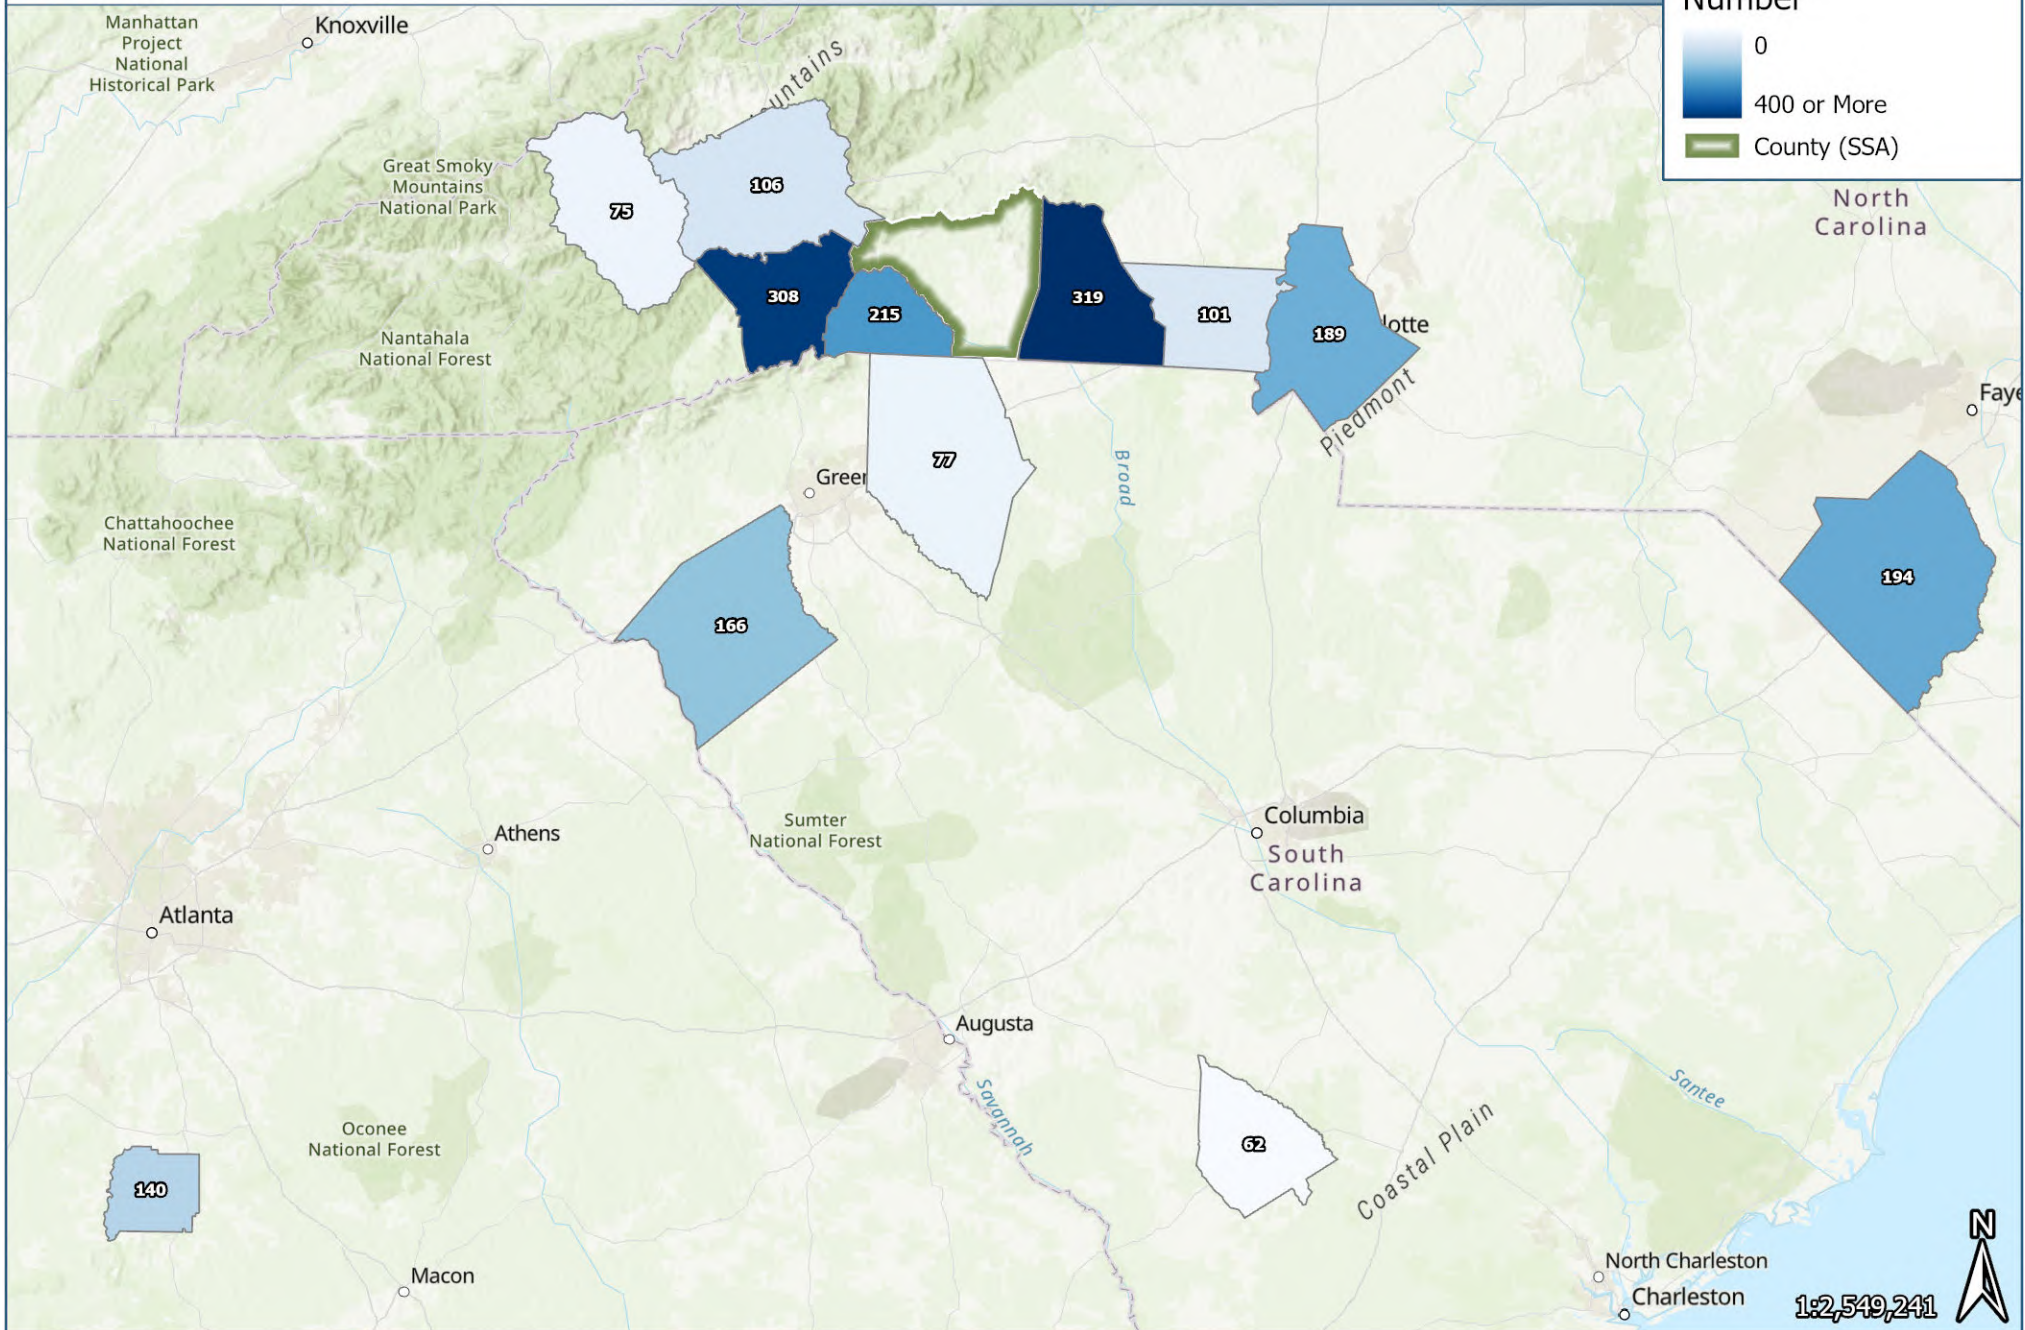 Number
0
400 or More
County (SSA)
Manhattan
Project
National
Historical Park
Knoxville
untains
Great Smoky
Mountains
National Park
North
Carolina
75
106
308
215
319
101
189
lotte
Piedmont
Nantahala
National Forest
Faye
77
Broad
Green
Chattahoochee
National Forest
194
166
Columbia
South
Carolina
Sumter
National Forest
Athens
Atlanta
Augusta
Savannah
Santee
Oconee
National Forest
62
Coastal Plain
140
Macon
North Charleston
Charleston
N
1:2,549,241